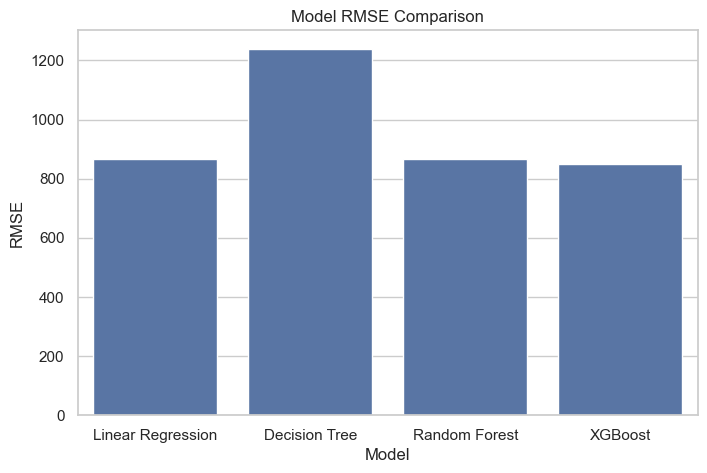 Model RMSE Comparison
1200
1000
800
600
400
200
0
RMSE
Linear Regression
Decision Tree
Random Forest
XGBoost
Model